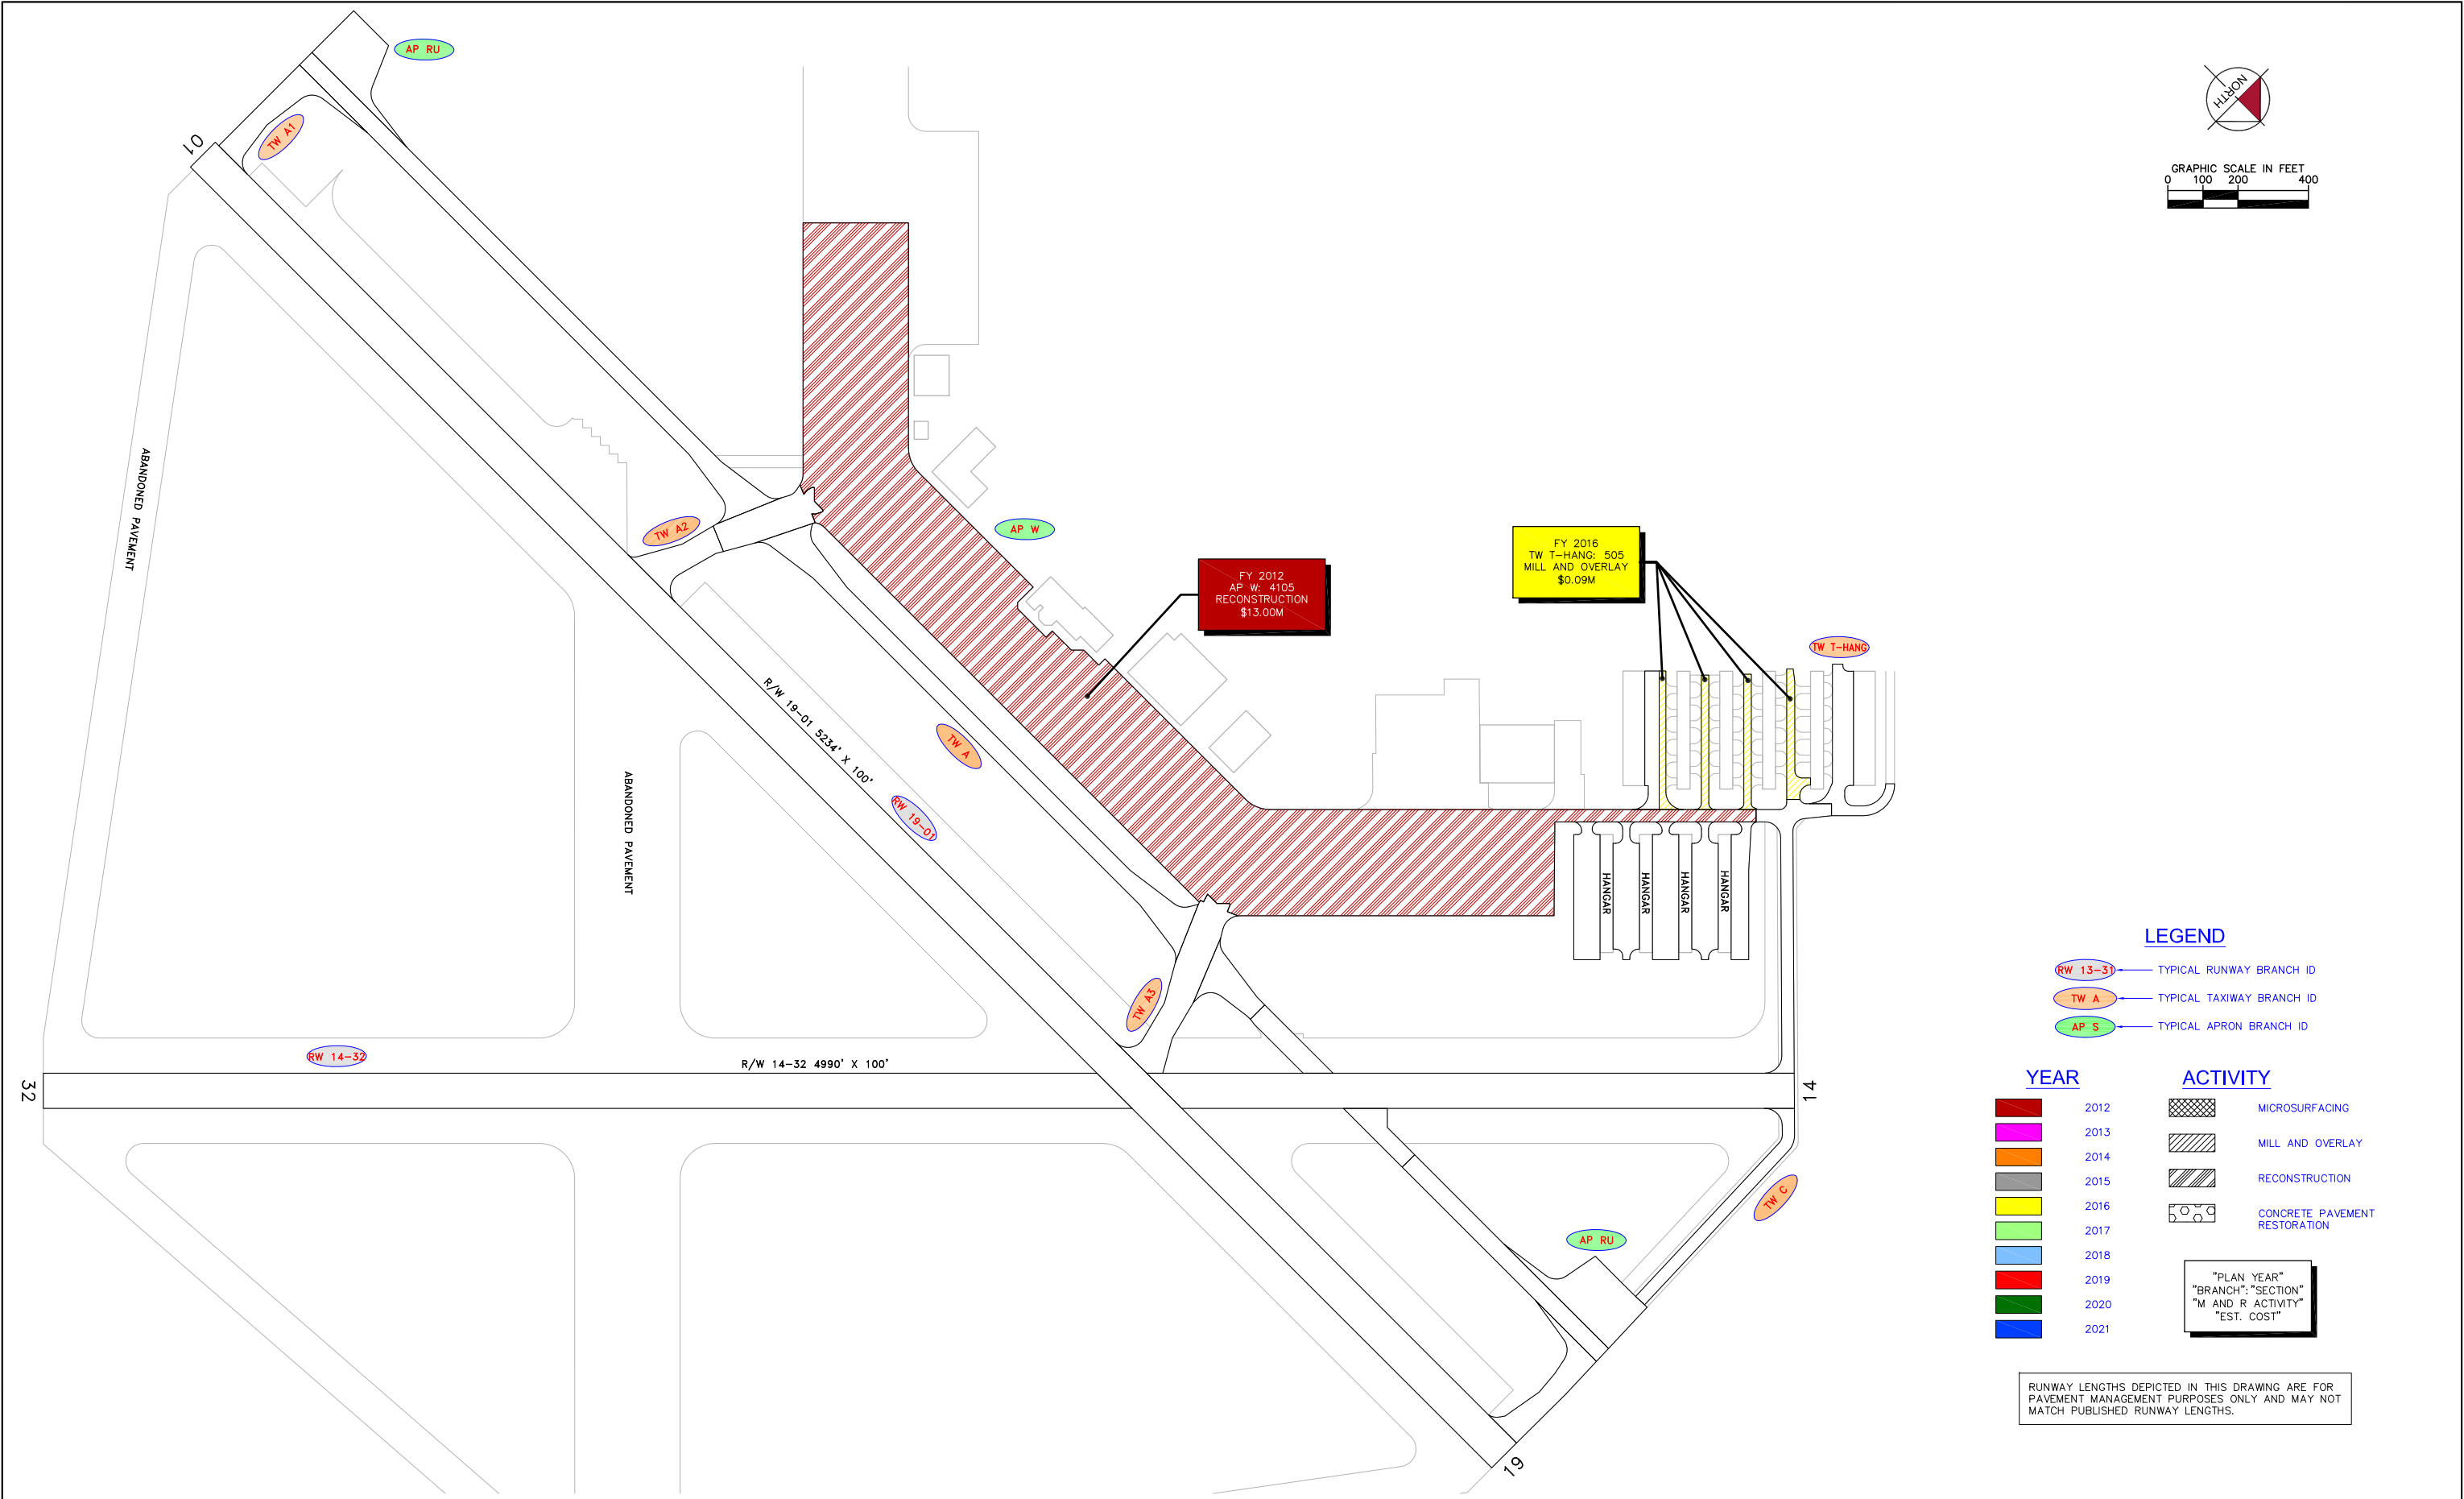 AP RU
NORTH
GRAPHIC SCALE IN FEET
0 100 200 400
TW A1
01
ABANDONED PAVEMENT
TW A2
AP W
FY 2012
AP W: 4105
RECONSTRUCTION
$13.00M
FY 2016
TW T-HANG: 505
MILL AND OVERLAY
$0.09M
TW T-HANG
R/W 19-01 5234' X 100'
TW A
RW 19-01
ABANDONED PAVEMENT
HANGAR
HANGAR
HANGAR
HANGAR
TW A3
RW 14-32
R/W 14-32 4990' X 100'
32
14
TW C
AP RU
19
LEGEND
RW 13-31 TYPICAL RUNWAY BRANCH ID
TW A TYPICAL TAXIWAY BRANCH ID
AP S TYPICAL APRON BRANCH ID
YEAR
2012
2013
2014
2015
2016
2017
2018
2019
2020
2021
ACTIVITY
MICROSURFACING
MILL AND OVERLAY
RECONSTRUCTION
CONCRETE PAVEMENT
RESTORATION
"PLAN YEAR"
"BRANCH": "SECTION"
"M AND R ACTIVITY"
"EST. COST"
RUNWAY LENGTHS DEPICTED IN THIS DRAWING ARE FOR
PAVEMENT MANAGEMENT PURPOSES ONLY AND MAY NOT
MATCH PUBLISHED RUNWAY LENGTHS.